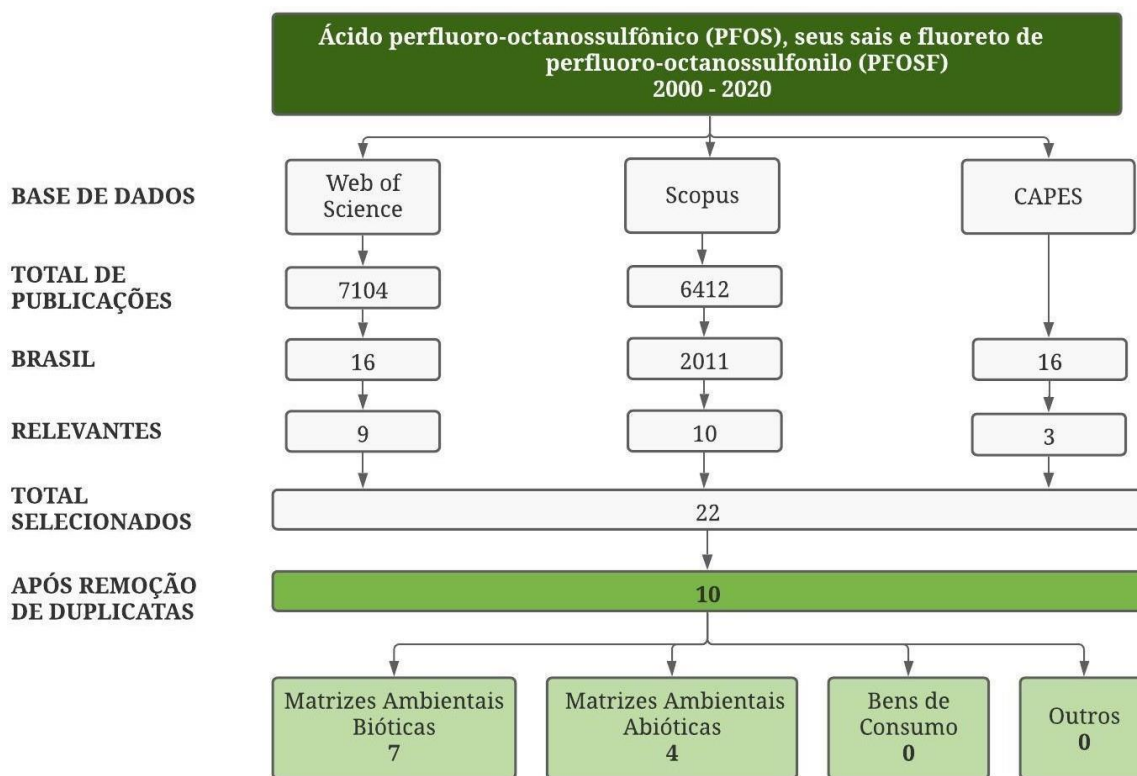 Ácido perfluoro-octanossulfônico (PFOS), seus sais e fluoreto de
perfluoro-octanossulfonilo (PFOSF)
2000 - 2020
BASE DE DADOS
Web of
Science
Scopus
CAPES
TOTAL DE
PUBLICAÇÕES
7104
6412
BRASIL
16
2011
16
RELEVANTES
9
10
3
TOTAL
SELECIONADOS
22
APÓS REMOÇÃO
DE DUPLICATAS
10
Matrizes Ambientais
Bióticas
7
Matrizes Ambientais
Abióticas
4
Bens de
Consumo
0
Outros
0